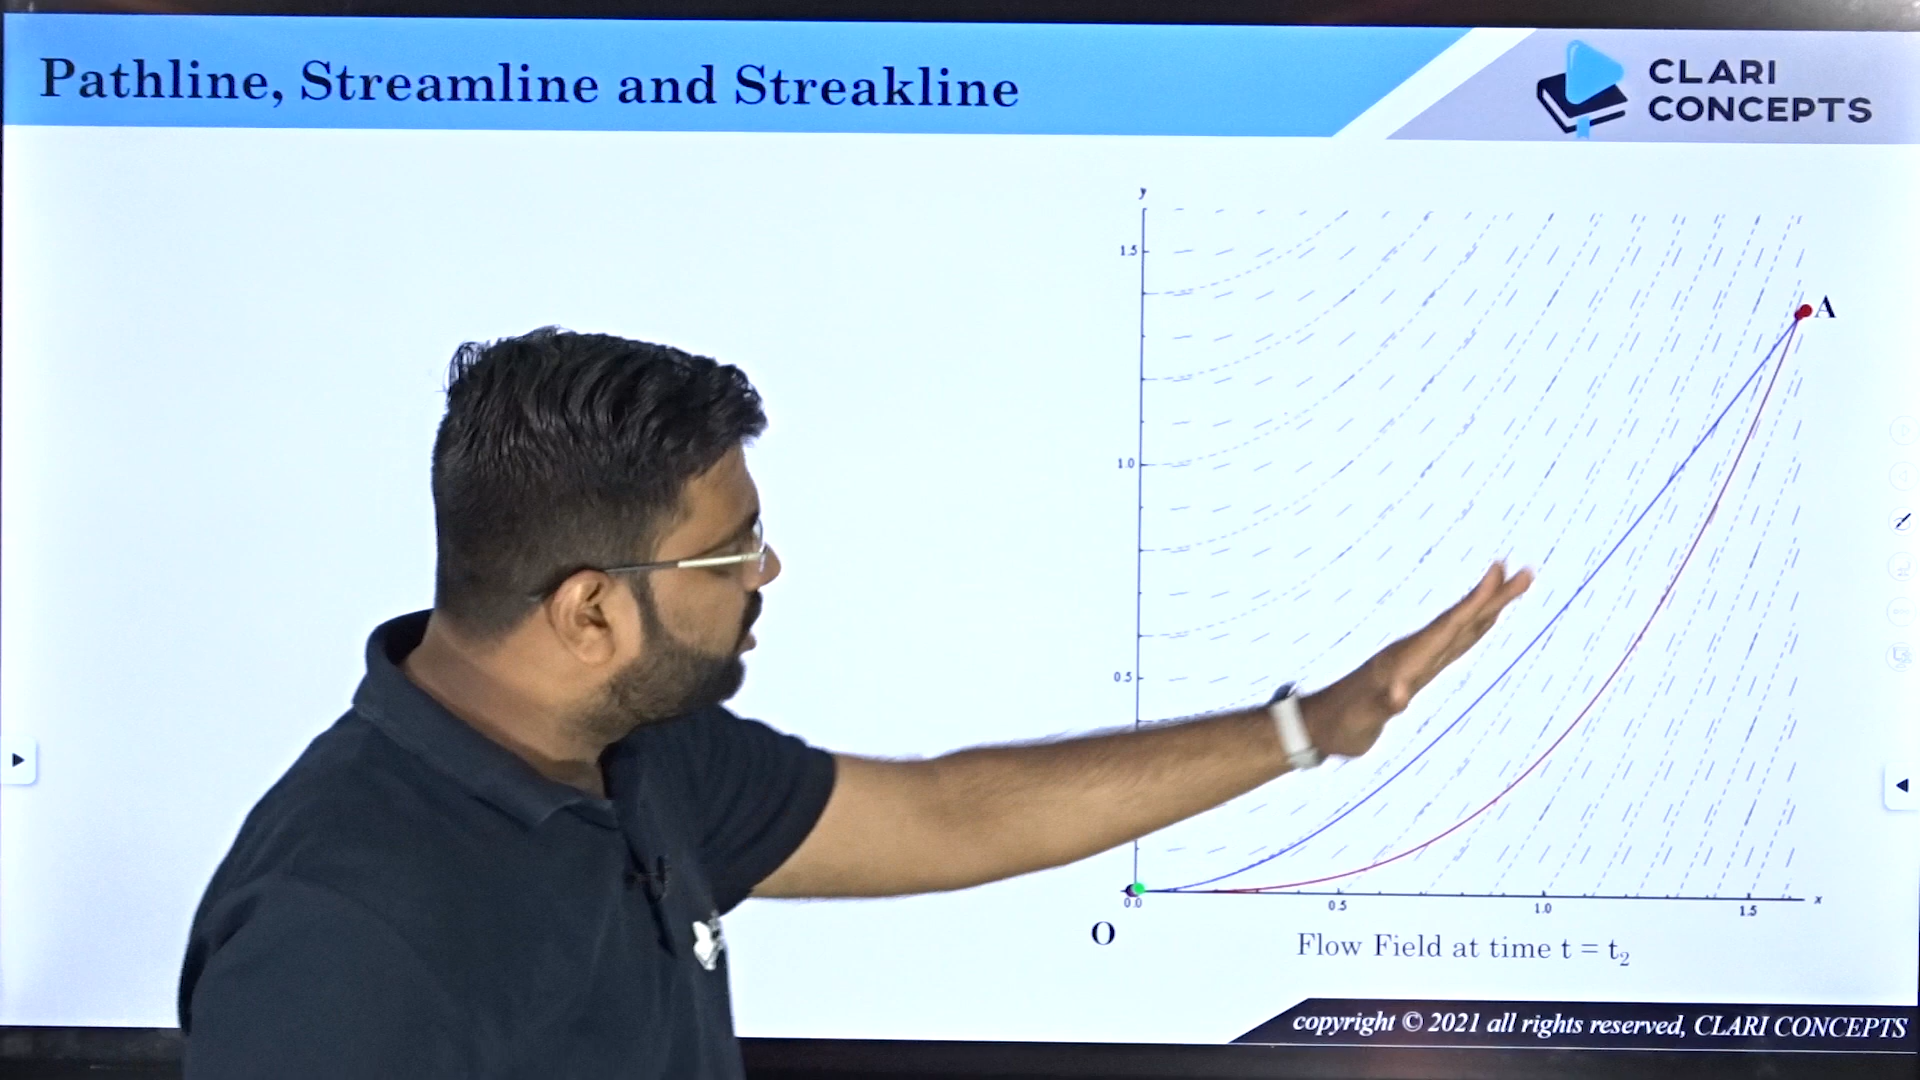 Pathline, Streamline and Streakline
CLARI
CONCEPTS
y
1.5
A
1.0
0.5
0.0
0.5
1.0
1.5
x
O
Flow Field at time t = t₂
copyright © 2021 all rights reserved, CLARI CONCEPTS